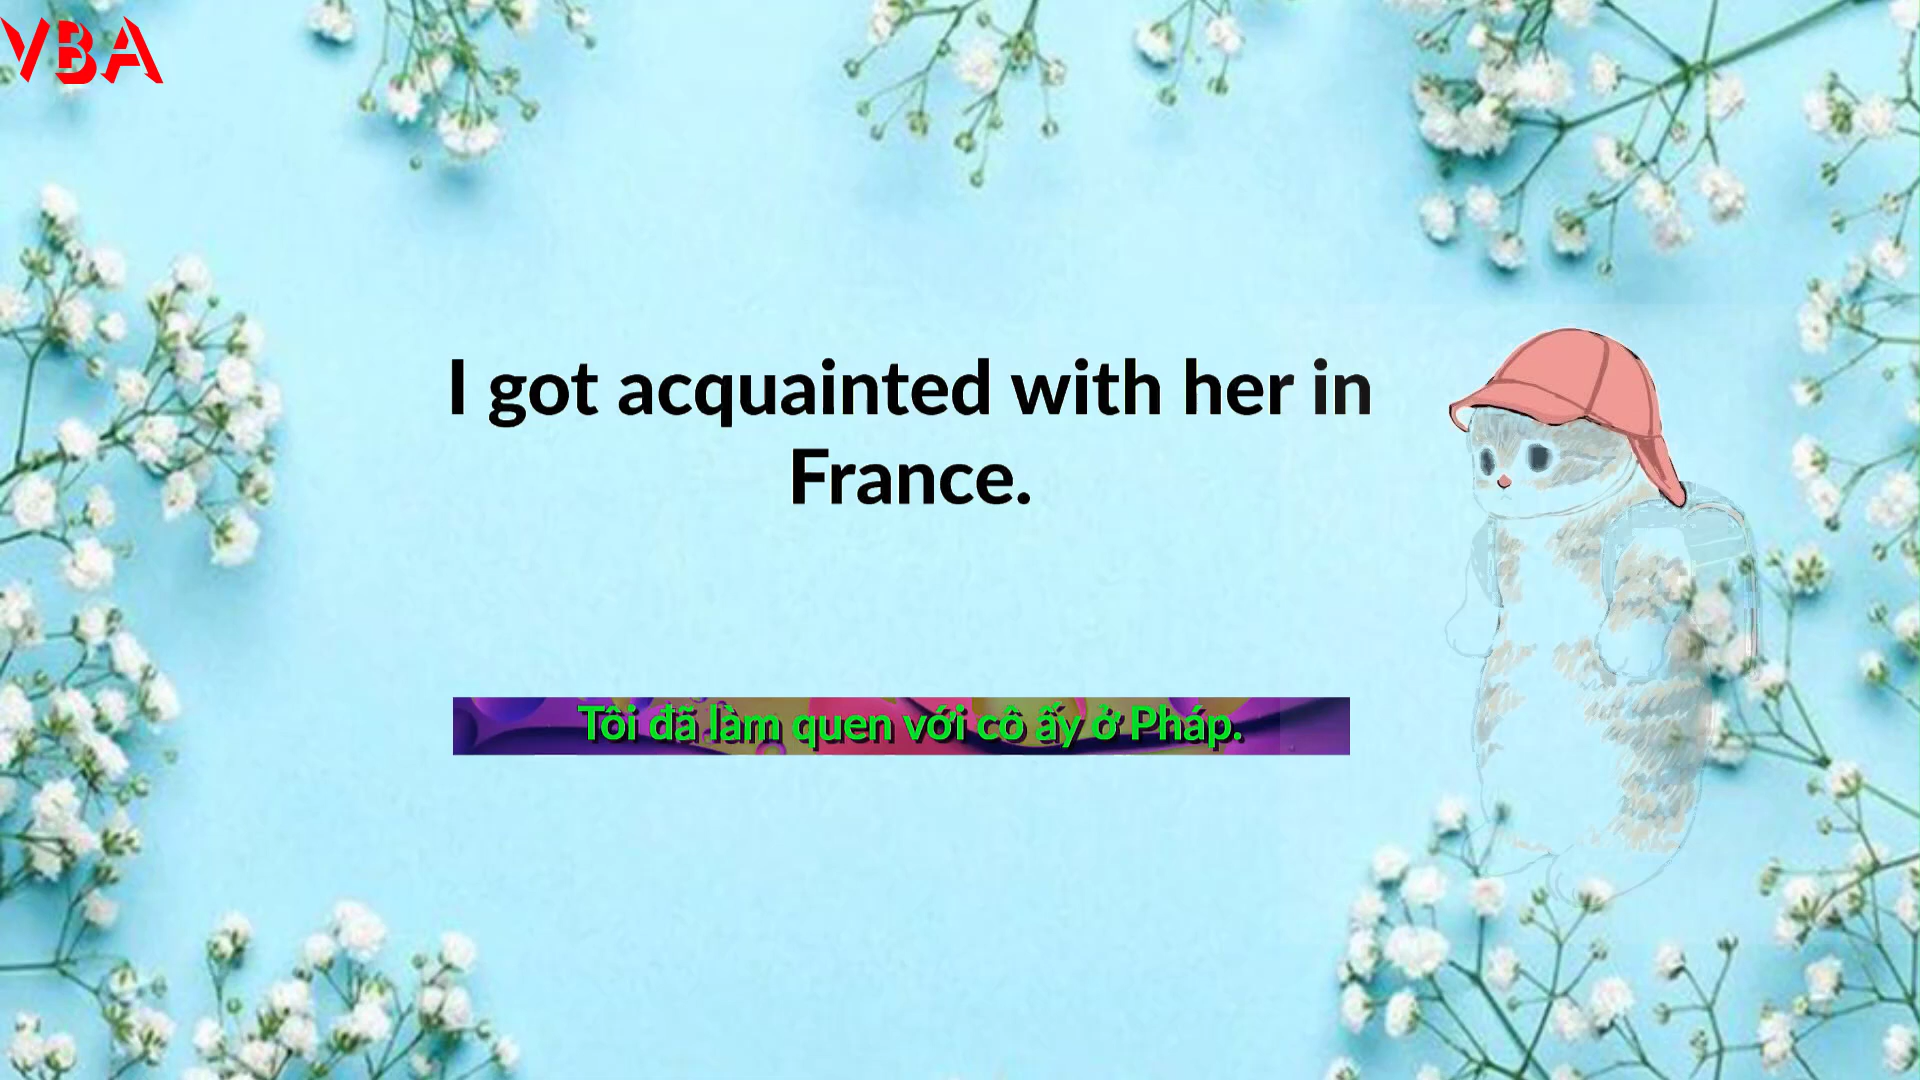 VBA
I got acquainted with her in
France.
Tôi đã làm quen với cô ấy ở Pháp.